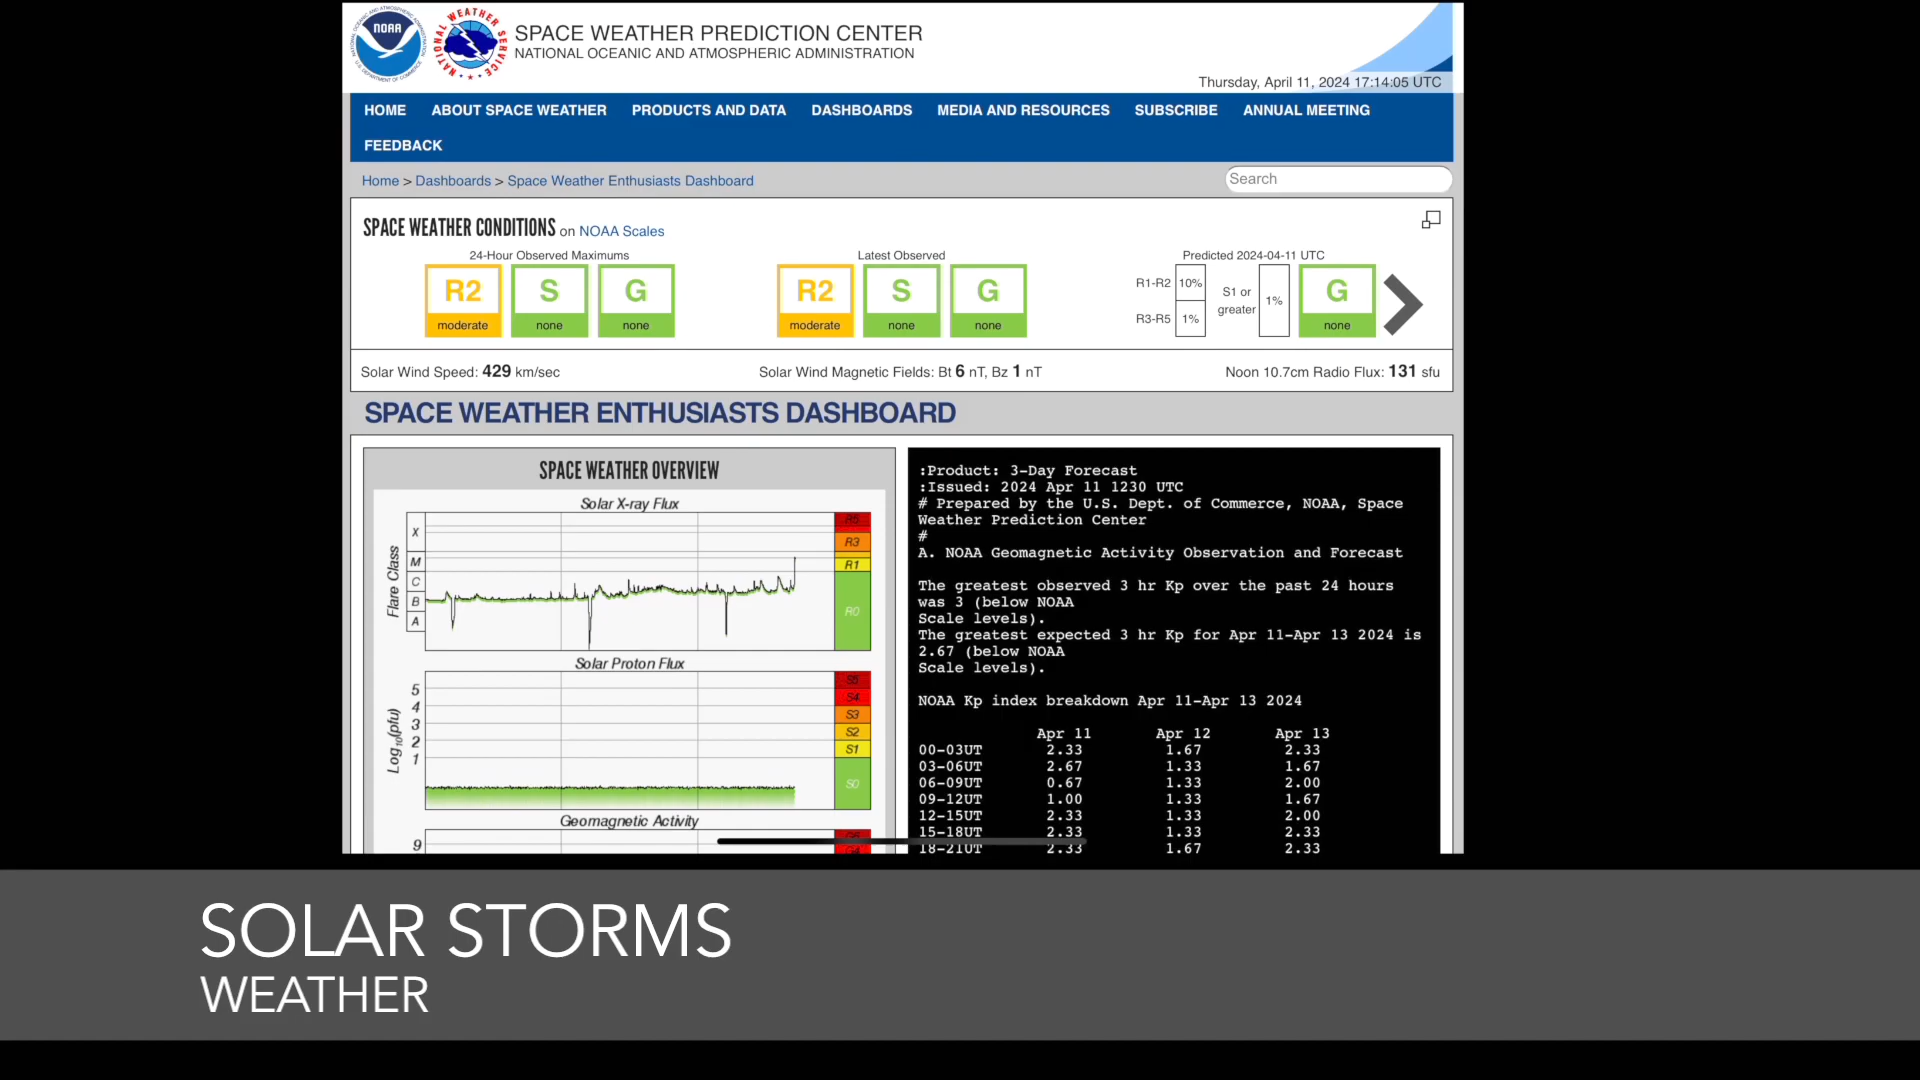 NOAA
NATIONAL WEATHER SERVICE
SPACE WEATHER PREDICTION CENTER
NATIONAL OCEANIC AND ATMOSPHERIC ADMINISTRATION
Thursday, April 11, 2024 17:14:05 UTC
HOME ABOUT SPACE WEATHER PRODUCTS AND DATA DASHBOARDS MEDIA AND RESOURCES SUBSCRIBE ANNUAL MEETING
FEEDBACK
Home > Dashboards > Space Weather Enthusiasts Dashboard
Search
SPACE WEATHER CONDITIONS on NOAA Scales
24-Hour Observed Maximums
R2 S G
moderate none none
Latest Observed
R2 S G
moderate none none
Predicted 2024-04-11 UTC
R1-R2 10%
R3-R5 1%
S1 or
greater
1%
G
none
Solar Wind Speed: 429 km/sec
Solar Wind Magnetic Fields: Bt 6 nT, Bz 1 nT
Noon 10.7cm Radio Flux: 131 sfu
SPACE WEATHER ENTHUSIASTS DASHBOARD
SPACE WEATHER OVERVIEW
Solar X-ray Flux
Flare Class
X
M
C
B
A
R5
R3
R1
R0
Solar Proton Flux
Log10(pfu)
5
4
3
2
1
S5
S4
S3
S2
S1
S0
Geomagnetic Activity
9
G5
G4
:Product: 3-Day Forecast
:Issued: 2024 Apr 11 1230 UTC
# Prepared by the U.S. Dept. of Commerce, NOAA, Space
Weather Prediction Center
#
A. NOAA Geomagnetic Activity Observation and Forecast
The greatest observed 3 hr Kp over the past 24 hours
was 3 (below NOAA
Scale levels).
The greatest expected 3 hr Kp for Apr 11-Apr 13 2024 is
2.67 (below NOAA
Scale levels).
NOAA Kp index breakdown Apr 11-Apr 13 2024
Apr 11 Apr 12 Apr 13
00-03UT 2.33 1.67 2.33
03-06UT 2.67 1.33 1.67
06-09UT 0.67 1.33 2.00
09-12UT 1.00 1.33 1.67
12-15UT 2.33 1.33 2.00
15-18UT 2.33 1.33 2.33
18-21UT 2.33 1.67 2.33
SOLAR STORMS
WEATHER